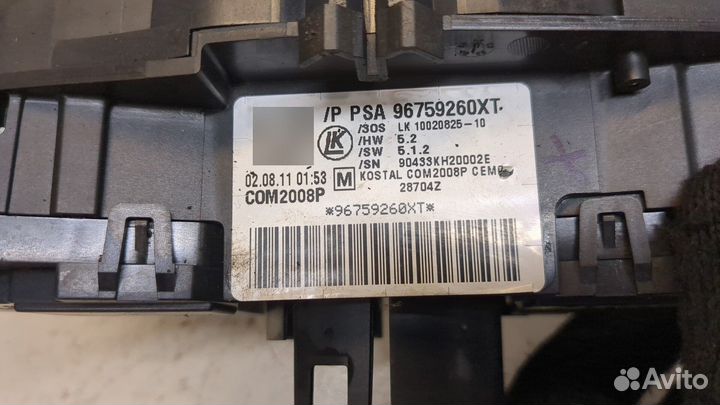 /P PSA 96759260XT
/SOS LK 10020825-10
/HW 5.2
/SW 5.1.2
/SN 90433KH20002E
LK
02.08.11 01:53 M KOSTAL COM2008P CEMP
COM2008P 28704Z
*96759260XT*
Avito